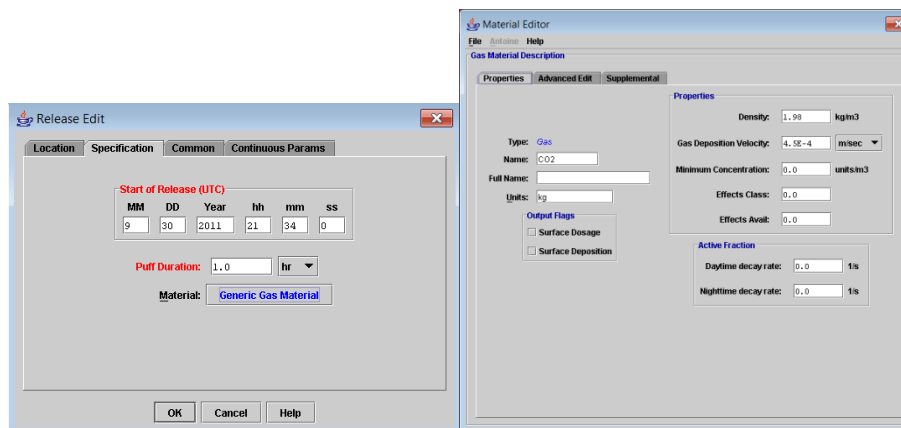 Release Edit
Location Specification Common Continuous Params
Start of Release (UTC)
MM DD Year hh mm ss
9 30 2011 21 34 0
Puff Duration: 1.0 hr
Material: Generic Gas Material
OK Cancel Help
Material Editor
File Antoine Help
Gas Material Description
Properties Advanced Edit Supplemental
Type: Gas
Name: CO2
Full Name:
Units: kg
Output Flags
Surface Dosage
Surface Deposition
Properties
Density: 1.98 kg/m3
Gas Deposition Velocity: 4.5E-4 m/sec
Minimum Concentration: 0.0 units/m3
Effects Class: 0.0
Effects Avail: 0.0
Active Fraction
Daytime decay rate: 0.0 1/s
Nighttime decay rate: 0.0 1/s